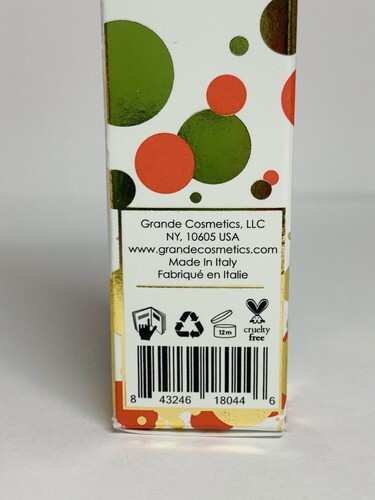 Grande Cosmetics, LLC
NY, 10605 USA
www.grandecosmetics.com
Made In Italy
Fabriqué en Italie
12m
cruelty
free
8 43246 18044 6